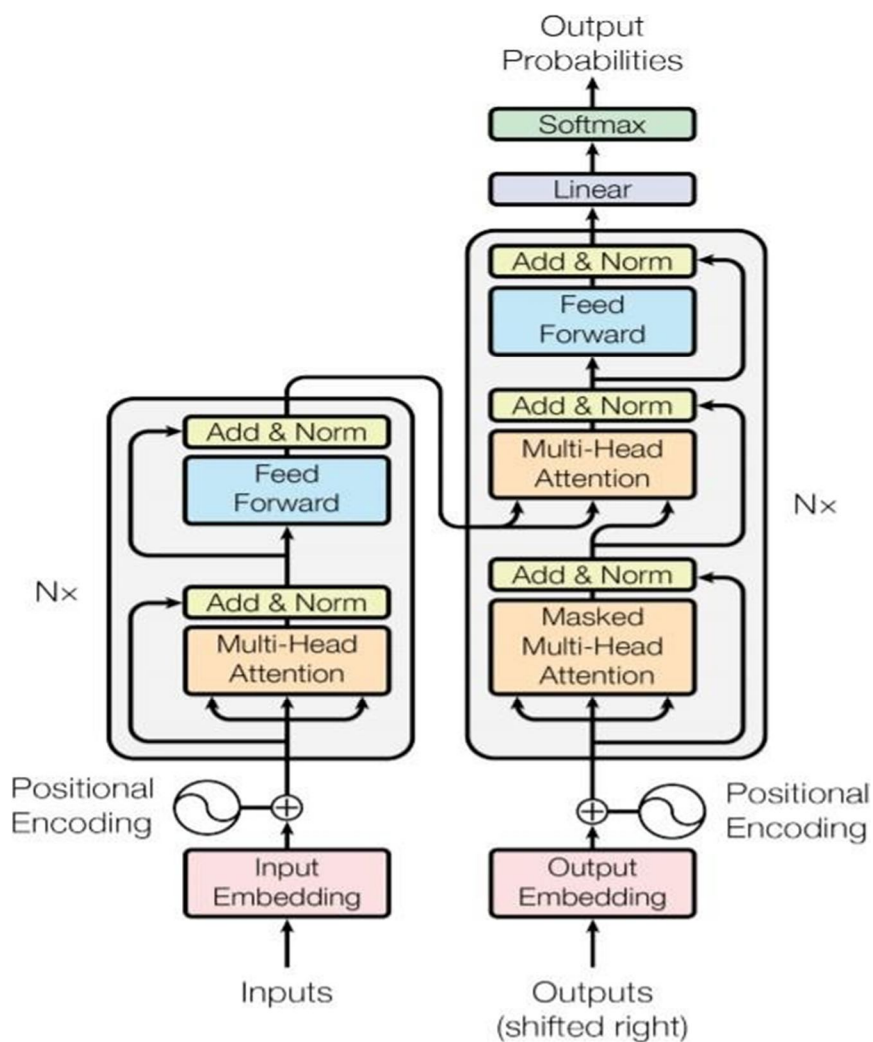 Output
Probabilities
Softmax
Linear
Add & Norm
Feed
Forward
Add & Norm
Multi-Head
Attention
Add & Norm
Masked
Multi-Head
Attention
Nx
Add & Norm
Feed
Forward
Add & Norm
Multi-Head
Attention
Nx
Positional
Encoding
Positional
Encoding
Input
Embedding
Output
Embedding
Inputs
Outputs
(shifted right)